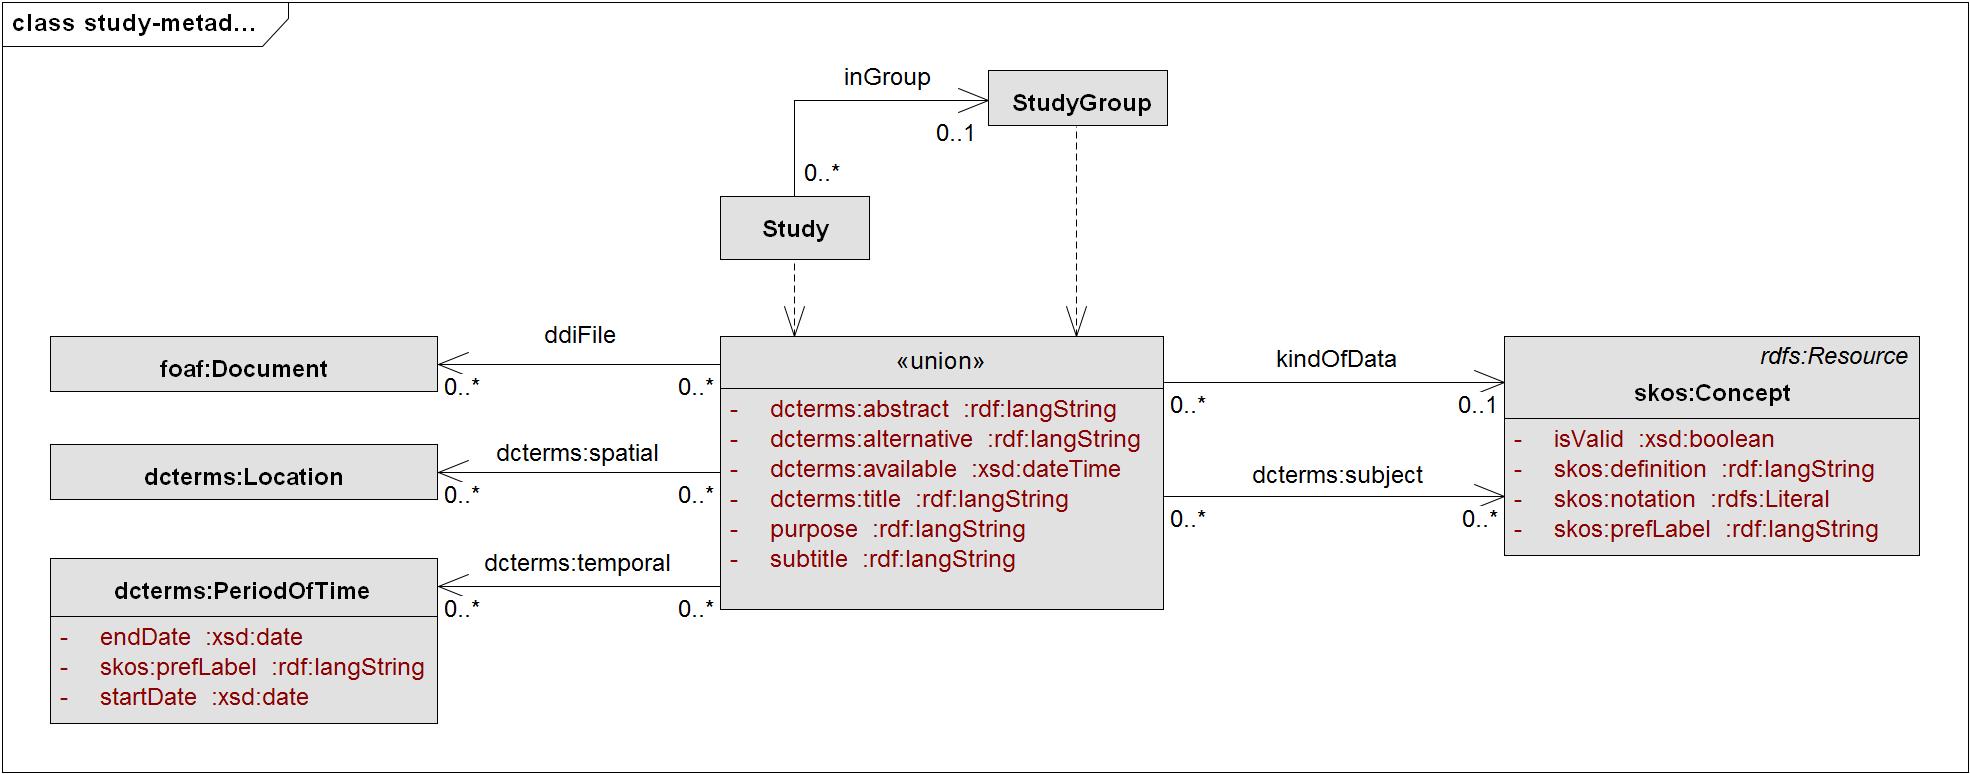 class study-metad...
inGroup
StudyGroup
0..1
0..*
Study
ddiFile
foaf:Document
0..*
0..*
dcterms:spatial
dcterms:Location
0..*
0..*
dcterms:temporal
dcterms:PeriodOfTime
0..*
0..*
- endDate :xsd:date
- skos:prefLabel :rdf:langString
- startDate :xsd:date
«union»
- dcterms:abstract :rdf:langString
- dcterms:alternative :rdf:langString
- dcterms:available :xsd:dateTime
- dcterms:title :rdf:langString
- purpose :rdf:langString
- subtitle :rdf:langString
kindOfData
0..*
0..1
dcterms:subject
0..*
0..*
rdfs:Resource
skos:Concept
- isValid :xsd:boolean
- skos:definition :rdf:langString
- skos:notation :rdfs:Literal
- skos:prefLabel :rdf:langString